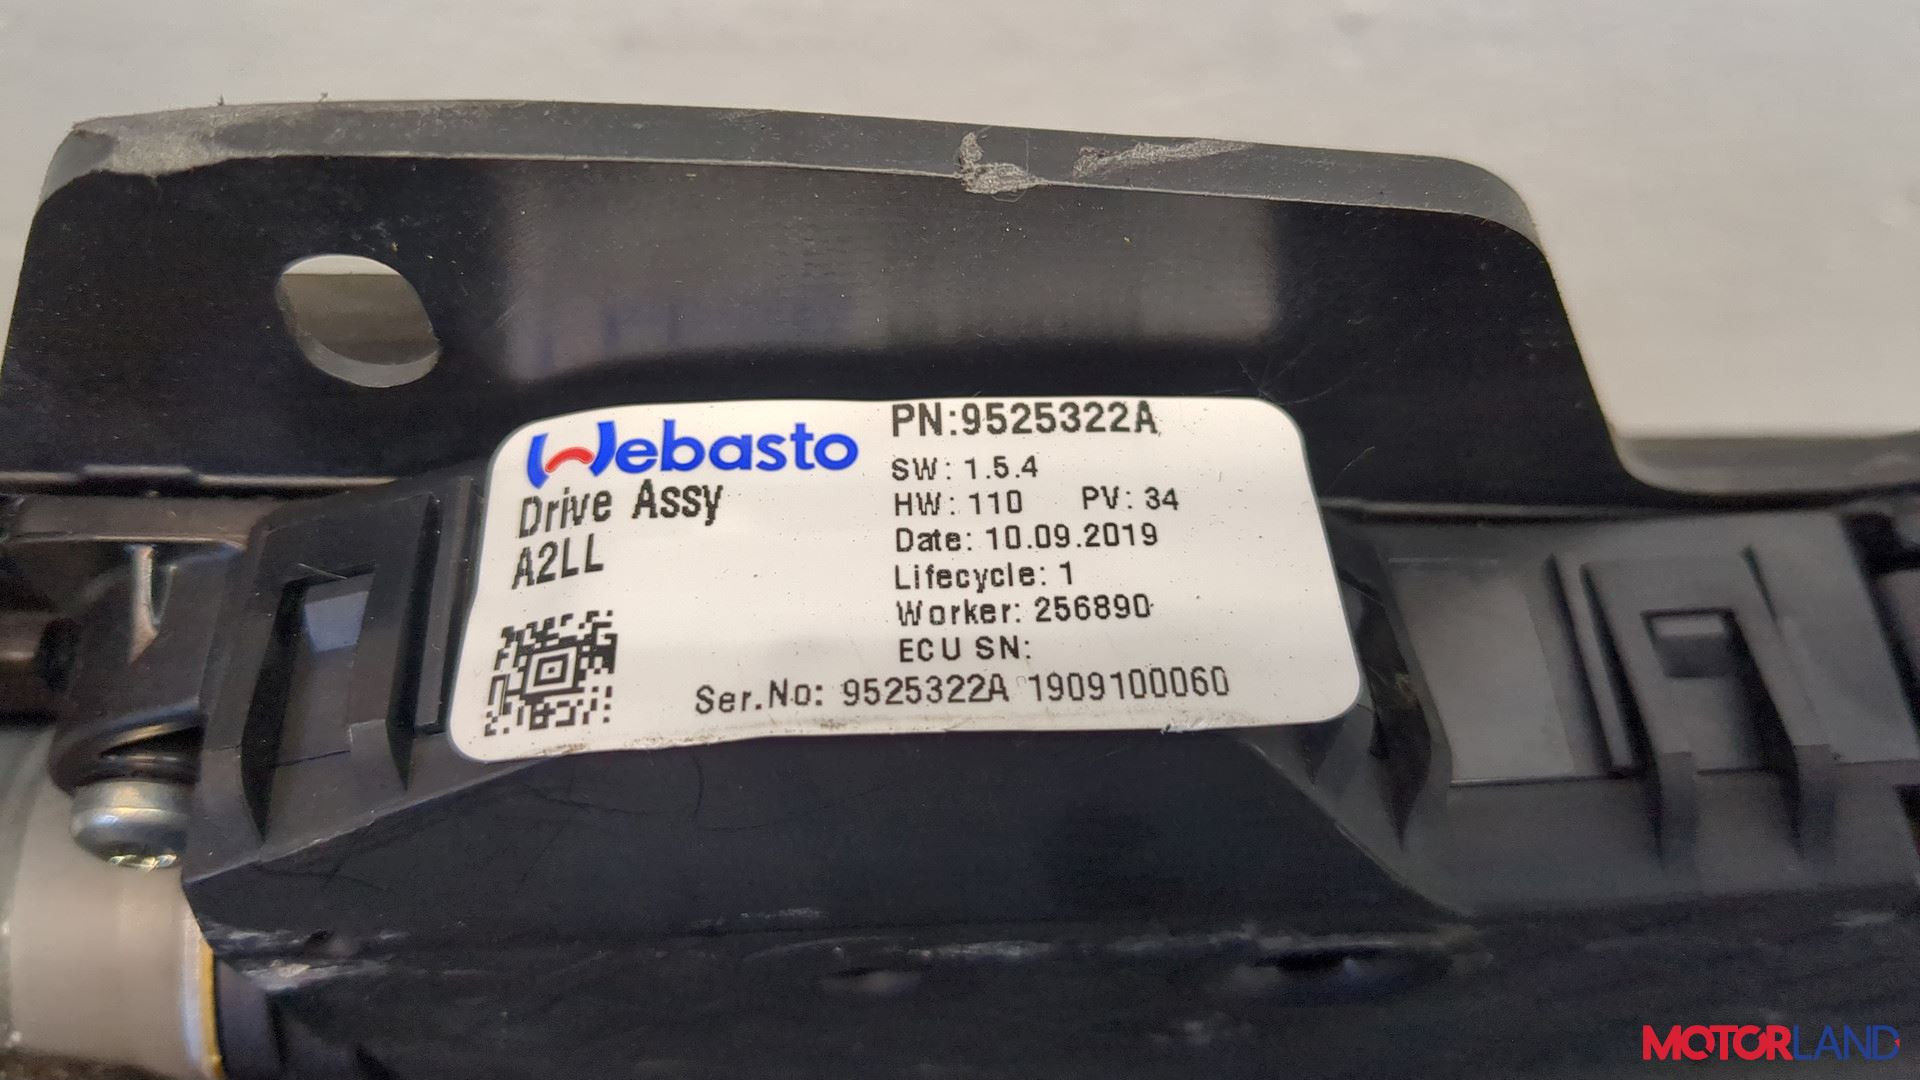 Webasto
Drive Assy
A2LL
PN:9525322A
SW: 1.5.4
HW: 110 PV: 34
Date: 10.09.2019
Lifecycle: 1
Worker: 256890
ECU SN:
Ser.No: 9525322A 1909100060
MOTORLAND